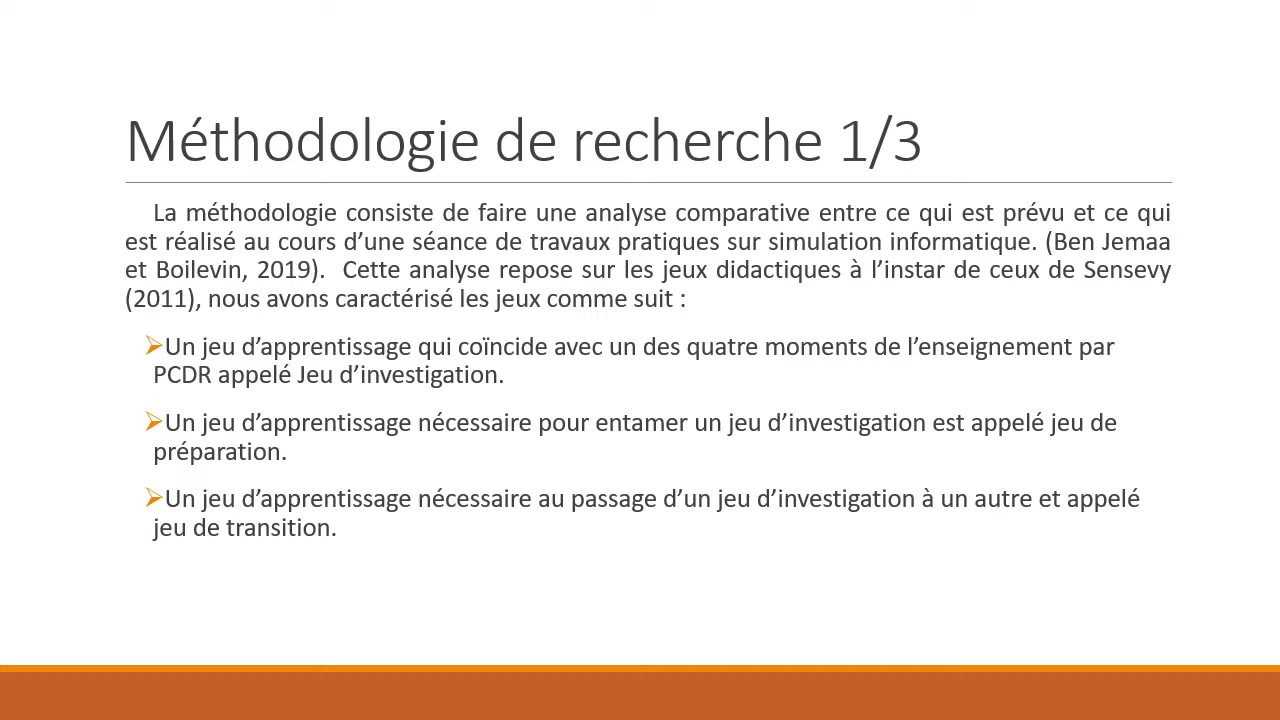 Méthodologie de recherche 1/3
La méthodologie consiste de faire une analyse comparative entre ce qui est prévu et ce qui
est réalisé au cours d’une séance de travaux pratiques sur simulation informatique. (Ben Jemaa
et Boilevin, 2019). Cette analyse repose sur les jeux didactiques à l’instar de ceux de Sensevy
(2011), nous avons caractérisé les jeux comme suit :
Un jeu d’apprentissage qui coïncide avec un des quatre moments de l’enseignement par
PCDR appelé Jeu d’investigation.
Un jeu d’apprentissage nécessaire pour entamer un jeu d’investigation est appelé jeu de
préparation.
Un jeu d’apprentissage nécessaire au passage d’un jeu d’investigation à un autre et appelé
jeu de transition.